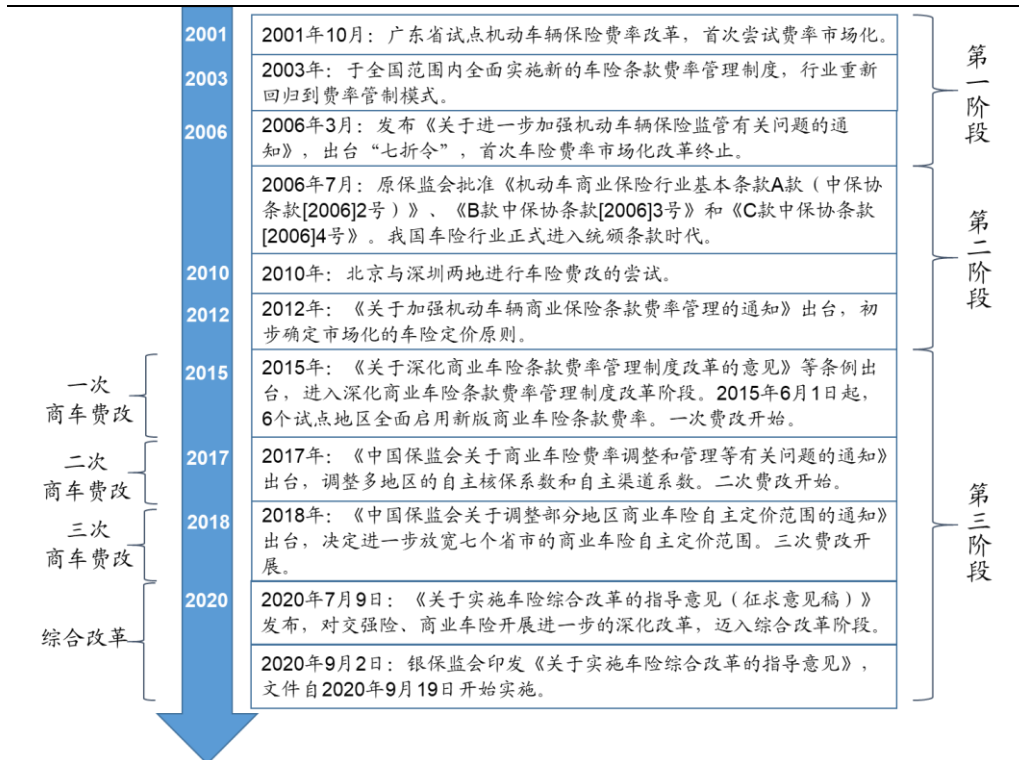 2001
2001年10月：广东省试点机动车辆保险费率改革，首次尝试费率市场化。
2003
2003年：于全国范围内全面实施新的车险条款费率管理制度，行业重新
回归到费率管制模式。
2006
2006年3月：发布《关于进一步加强机动车辆保险监管有关问题的通
知》，出台“七折令”，首次车险费率市场化改革终止。
第一阶段
2006年7月：原保监会批准《机动车商业保险行业基本条款A款（中保协
条款[2006]2号）》、《B款中保协条款[2006]3号》和《C款中保协条款
[2006]4号》。我国车险行业正式进入统颁条款时代。
2010
2010年：北京与深圳两地进行车险费改的尝试。
2012
2012年：《关于加强机动车辆商业保险条款费率管理的通知》出台，初
步确定市场化的车险定价原则。
第二阶段
一次
商车费改
2015
2015年：《关于深化商业车险条款费率管理制度改革的意见》等条例出
台，进入深化商业车险条款费率管理制度改革阶段。2015年6月1日起，
6个试点地区全面启用新版商业车险条款费率。一次费改开始。
二次
商车费改
2017
2017年：《中国保监会关于商业车险费率调整和管理等有关问题的通知》
出台，调整多地区的自主核保系数和自主渠道系数。二次费改开始。
三次
商车费改
2018
2018年：《中国保监会关于调整部分地区商业车险自主定价范围的通知》
出台，决定进一步放宽七个省市的商业车险自主定价范围。三次费改开
展。
综合改革
2020
2020年7月9日：《关于实施车险综合改革的指导意见（征求意见稿）》
发布，对交强险、商业车险开展进一步的深化改革，迈入综合改革阶段。
2020年9月2日：银保监会印发《关于实施车险综合改革的指导意见》，
文件自2020年9月19日开始实施。
第三阶段